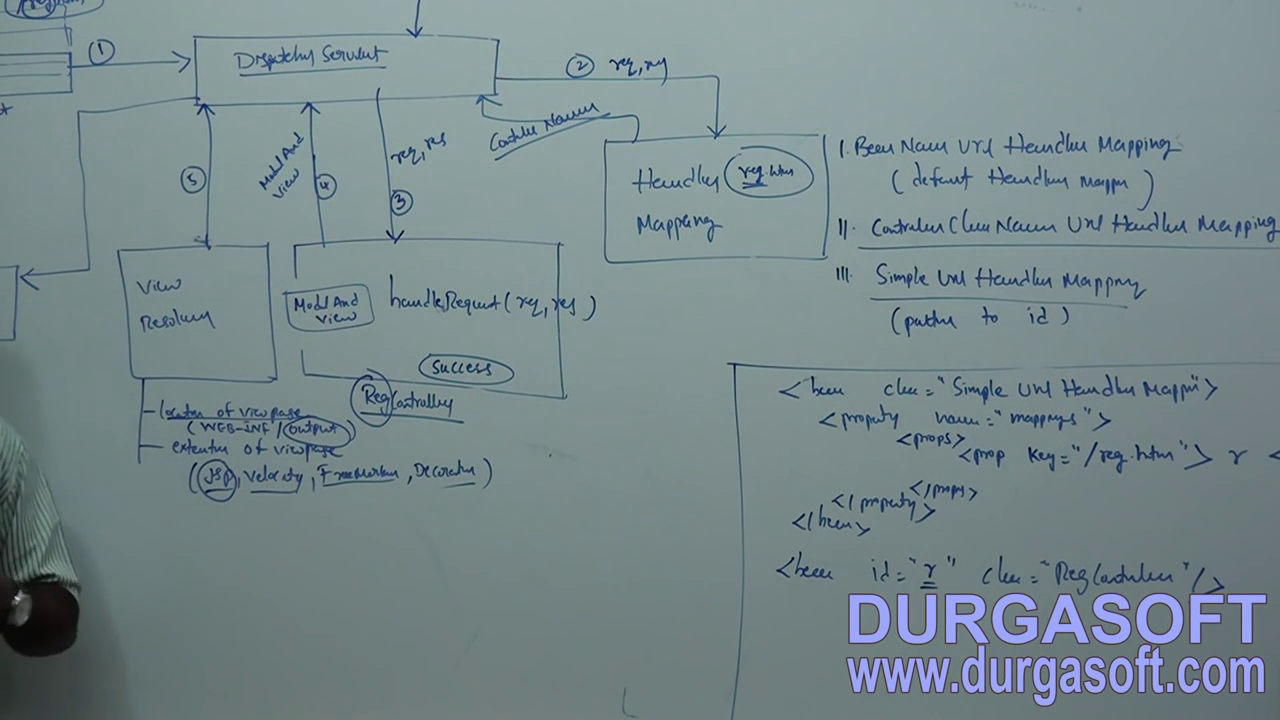 ①
Dispatcher Servlet
② req, res
Controller Name
Model And
View
req, res
⑤
④
③
Handler reg.htm
Mapping
View
Resolver
Model And
View
handleRequest(req, res)
Success
RegController
location of viewpage
(WEB-INF/output)
extention of viewpage
(JSP, Velocity, FreeMarker, Decorator)
I. Bean Name Url Handler Mapping
(default Handler Mapping)
II. Controller Class Name Url Handler Mapping
III Simple Url Handler Mapping
(paths to id)
<bean class="Simple Url Handler Mapping">
<property name="mappings">
<props>
<prop key="/reg.htm"> r <
</props>
</property>
</bean>
<bean id="r" class="RegController"/>
DURGASOFT
www.durgasoft.com